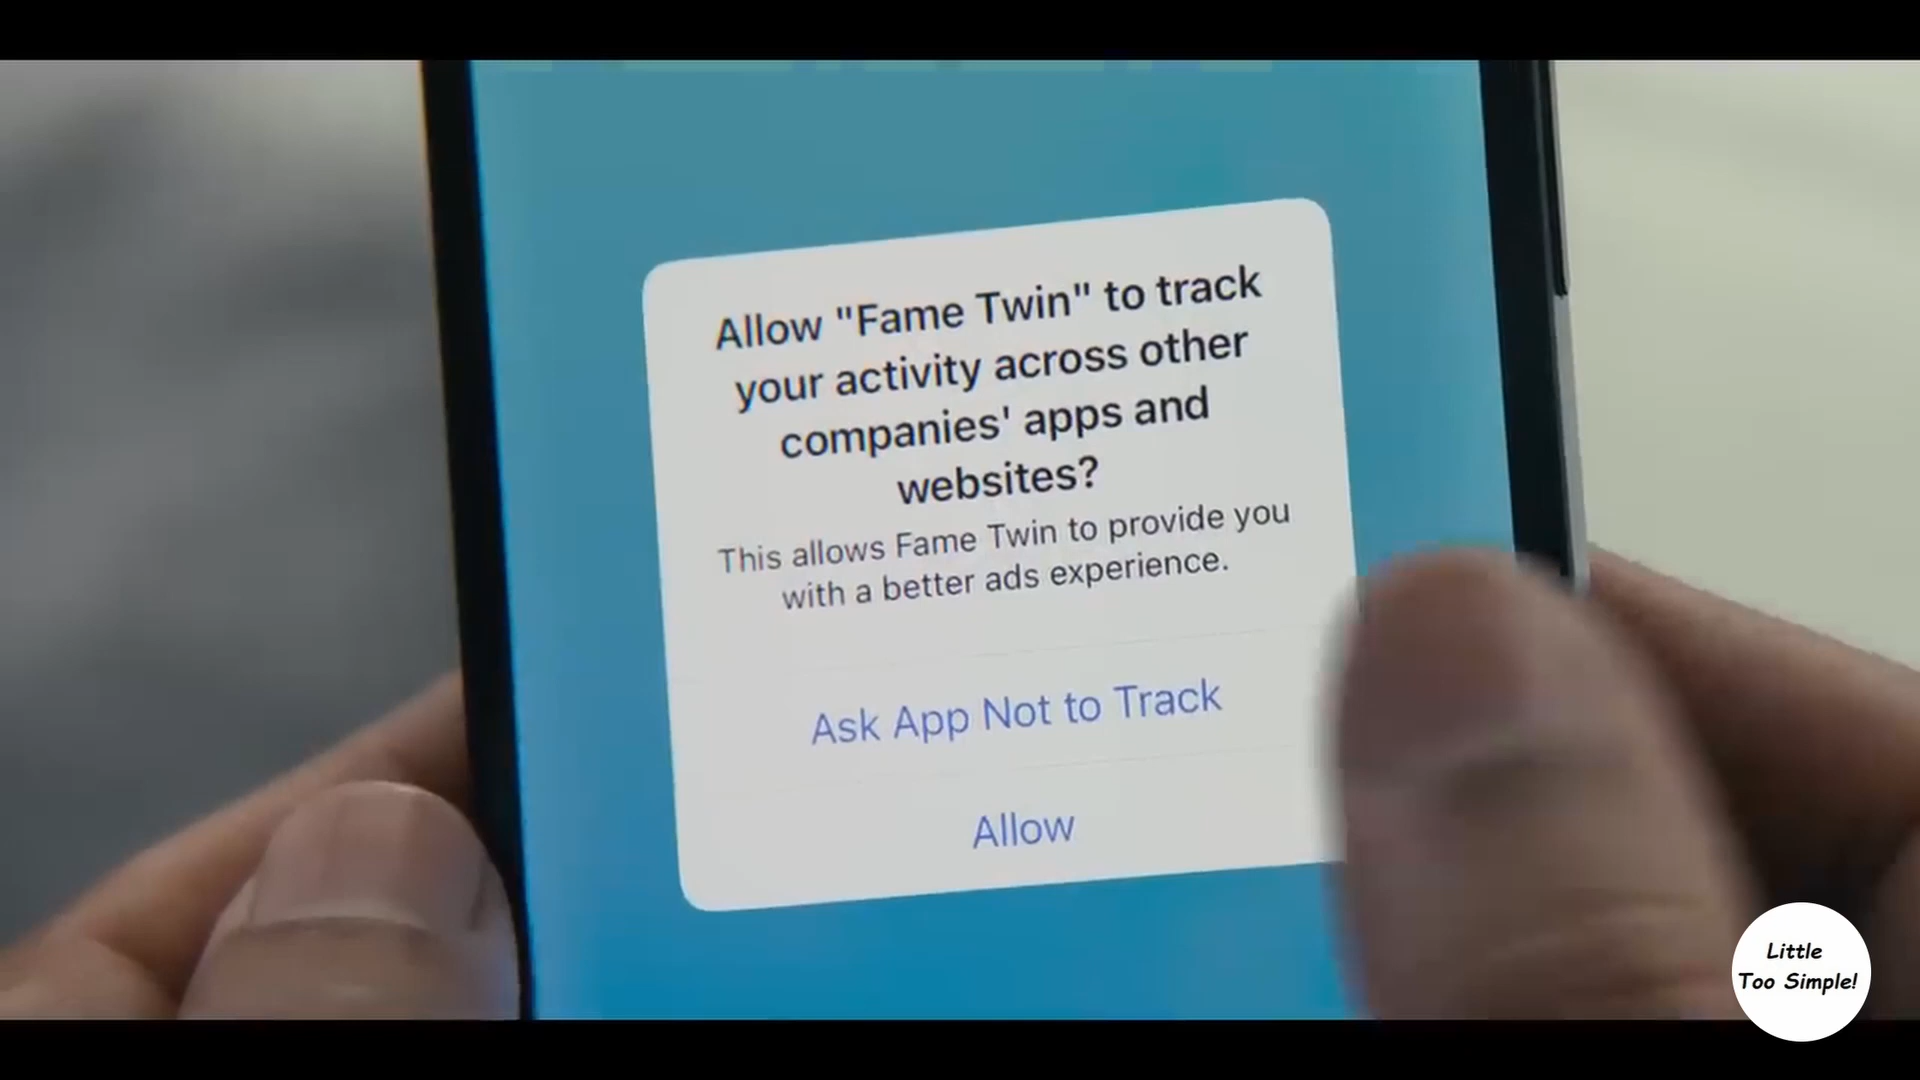 Allow "Fame Twin" to track
your activity across other
companies' apps and
websites?
This allows Fame Twin to provide you
with a better ads experience.
Ask App Not to Track
Allow
Little
Too Simple!